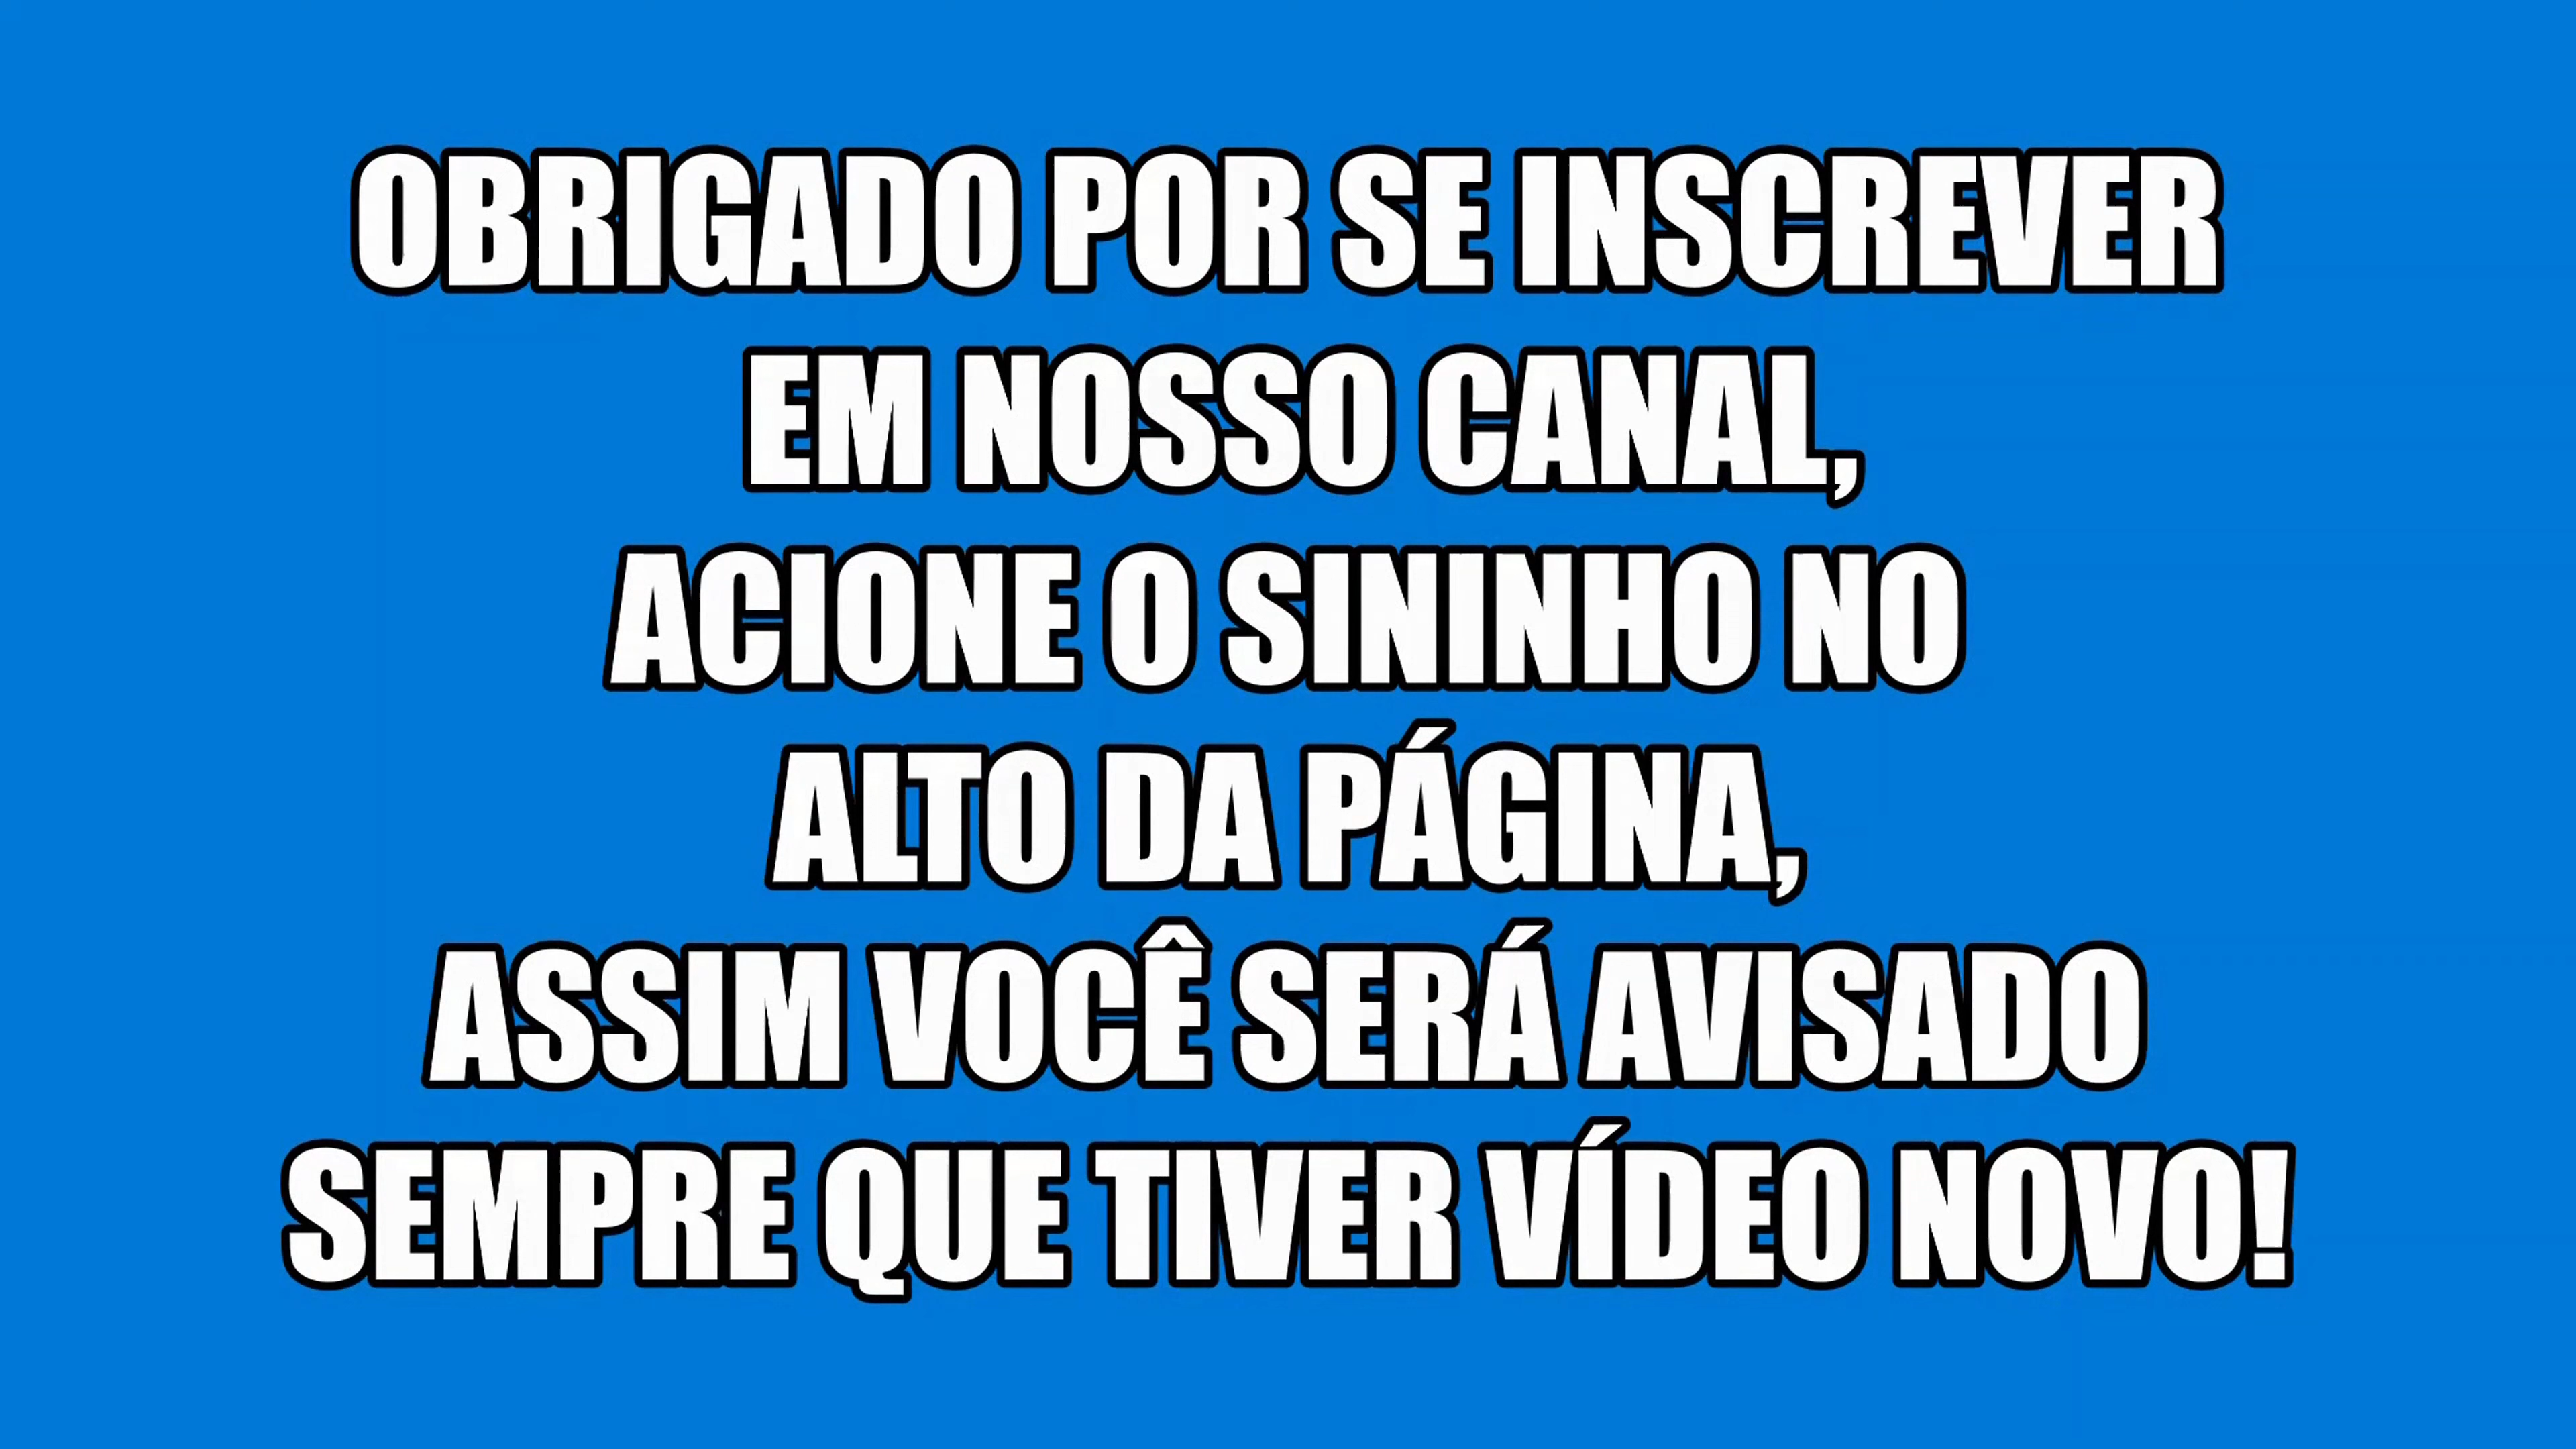 OBRIGADO POR SE INSCREVER
EM NOSSO CANAL,
ACIONE O SININHO NO
ALTO DA PÁGINA,
ASSIM VOCÊ SERÁ AVISADO
SEMPRE QUE TIVER VÍDEO NOVO!